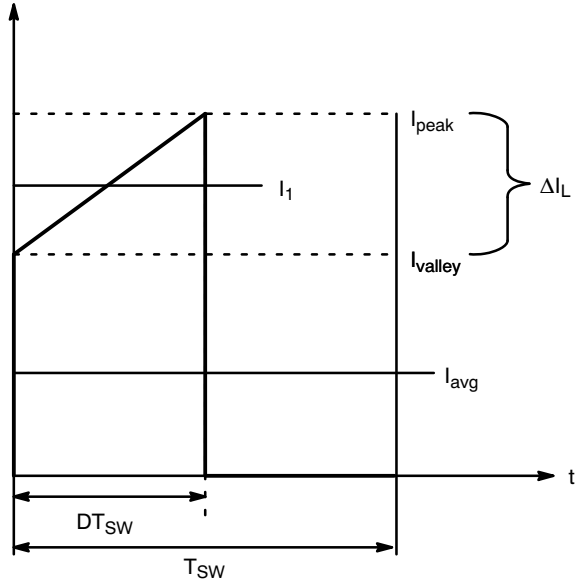 I_peak
ΔI_L
I_1
I_valley
I_avg
t
DT_SW
T_SW